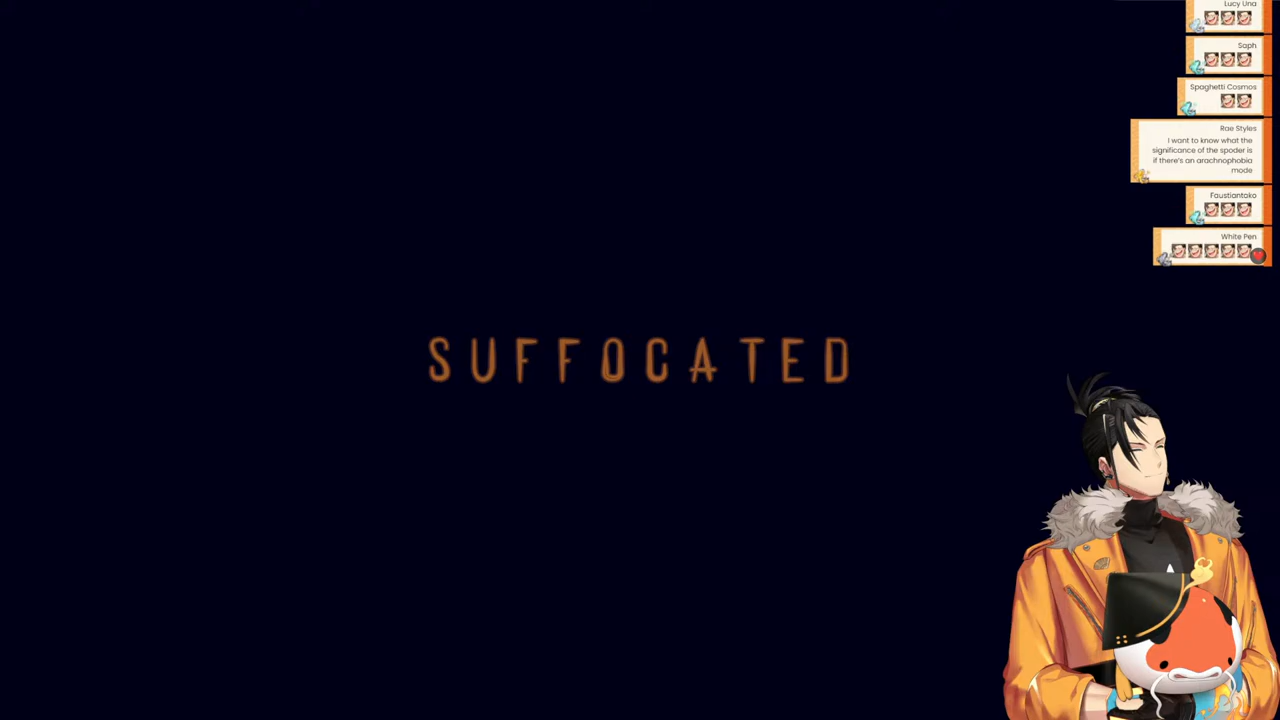 Lucy Una
Saph
Spaghetti Cosmos
Rae Styles
I want to know what the
significance of the spoder is
if there's an arachnophobia
mode
Faustiantako
White Pen
SUFFOCATED